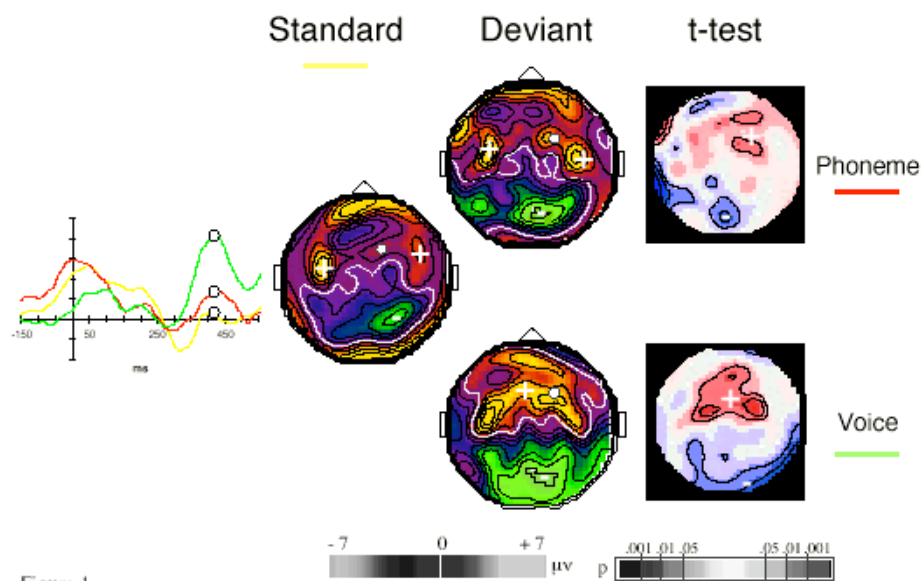 Standard Deviant t-test
Phoneme
-150 50 250 450
ms
Voice
-7 0 +7 μv
p .001 .01 .05 .05 .01 .001